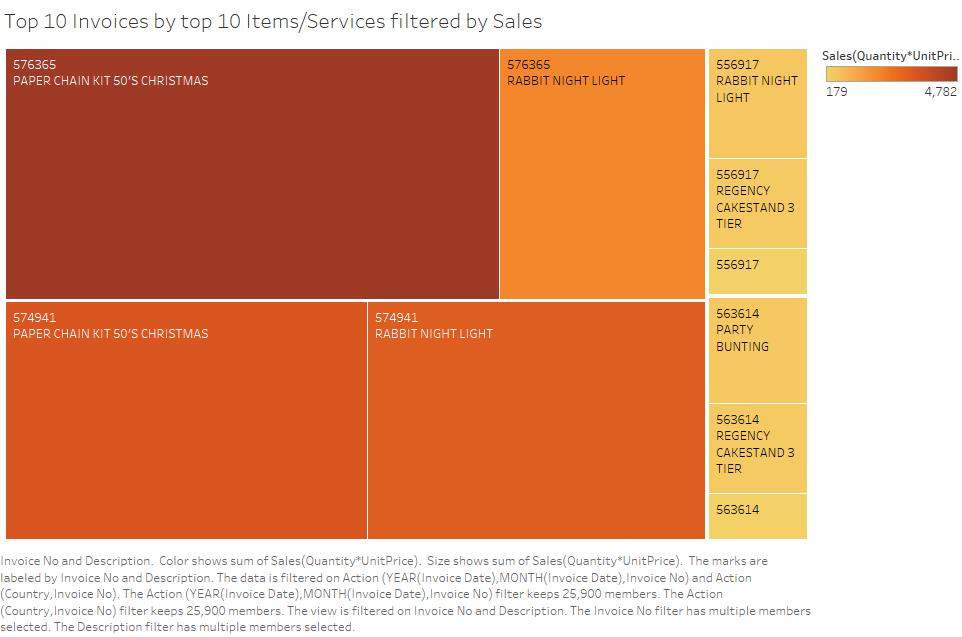 Top 10 Invoices by top 10 Items/Services filtered by Sales
576365
PAPER CHAIN KIT 50'S CHRISTMAS
576365
RABBIT NIGHT LIGHT
556917
RABBIT NIGHT
LIGHT
556917
REGENCY
CAKESTAND 3
TIER
556917
574941
PAPER CHAIN KIT 50'S CHRISTMAS
574941
RABBIT NIGHT LIGHT
563614
PARTY
BUNTING
563614
REGENCY
CAKESTAND 3
TIER
563614
Sales(Quantity*UnitPri..
179 4,782
Invoice No and Description. Color shows sum of Sales(Quantity*UnitPrice). Size shows sum of Sales(Quantity*UnitPrice). The marks are
labeled by Invoice No and Description. The data is filtered on Action (YEAR(Invoice Date),MONTH(Invoice Date),Invoice No) and Action
(Country,Invoice No). The Action (YEAR(Invoice Date),MONTH(Invoice Date),Invoice No) filter keeps 25,900 members. The Action
(Country,Invoice No) filter keeps 25,900 members. The view is filtered on Invoice No and Description. The Invoice No filter has multiple members
selected. The Description filter has multiple members selected.